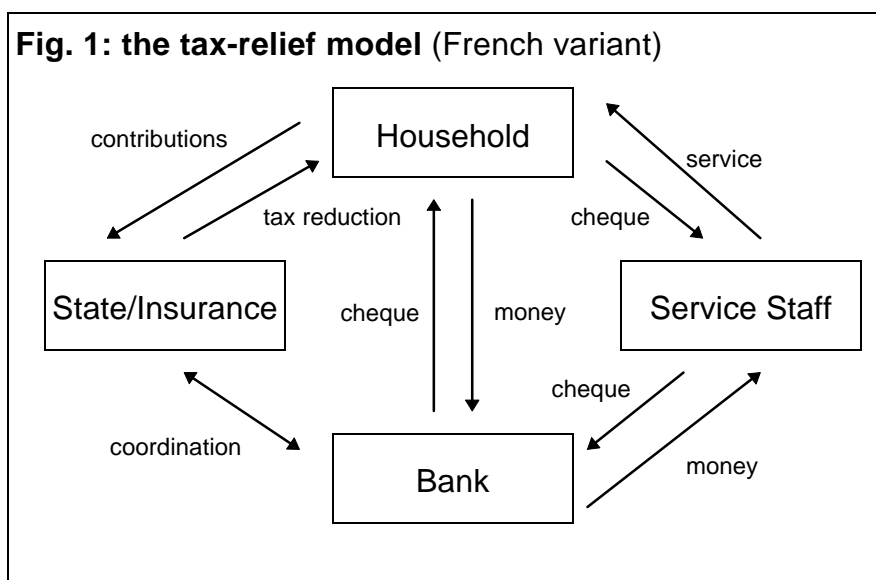 Fig. 1: the tax-relief model (French variant)
Household
contributions
service
tax reduction
cheque
State/Insurance
Service Staff
cheque
money
cheque
coordination
Bank
money